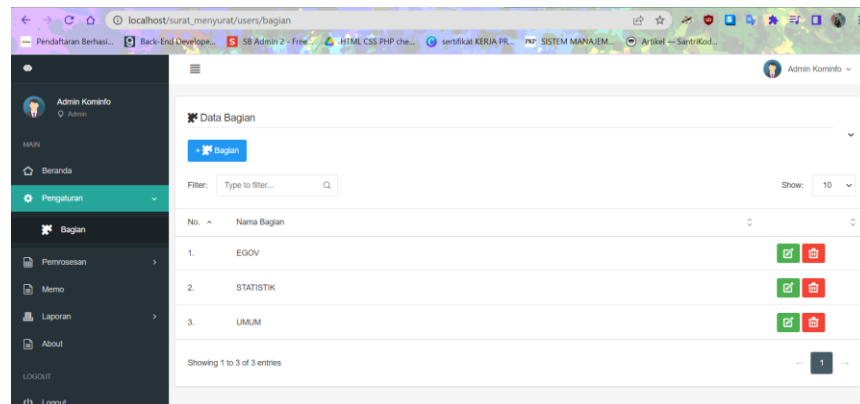 localhost/surat_menyurat/users/bagian
Pendaftaran Berhasi... Back-End Develope... SB Admin 2 - Free... HTML CSS PHP che... sertifikat KERJA PR... PKP SISTEM MANAJEM... Artikel — SantriKod...
Admin Kominfo
Admin Kominfo
Admin
MAIN
Beranda
Pengaturan
Bagian
Pemrosesan
Memo
Laporan
About
LOGOUT
Logout
Data Bagian
+ Bagian
Filter: Type to filter... Show: 10
No. Nama Bagian
1. EGOV
2. STATISTIK
3. UMUM
Showing 1 to 3 of 3 entries ← 1 →